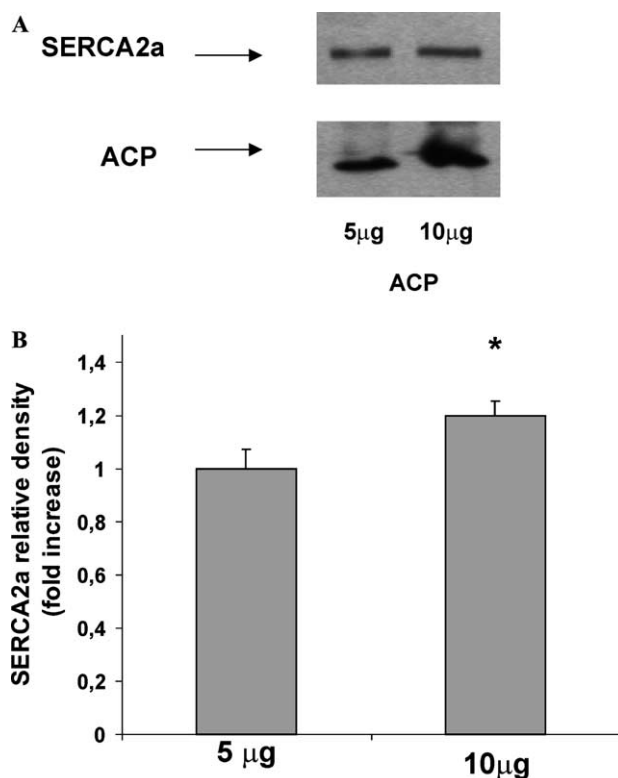 A
SERCA2a
ACP
5μg 10μg
ACP
B
SERCA2a relative density
(fold increase)
1,4
*
1,2
1
0,8
0,6
0,4
0,2
0
5 μg 10μg